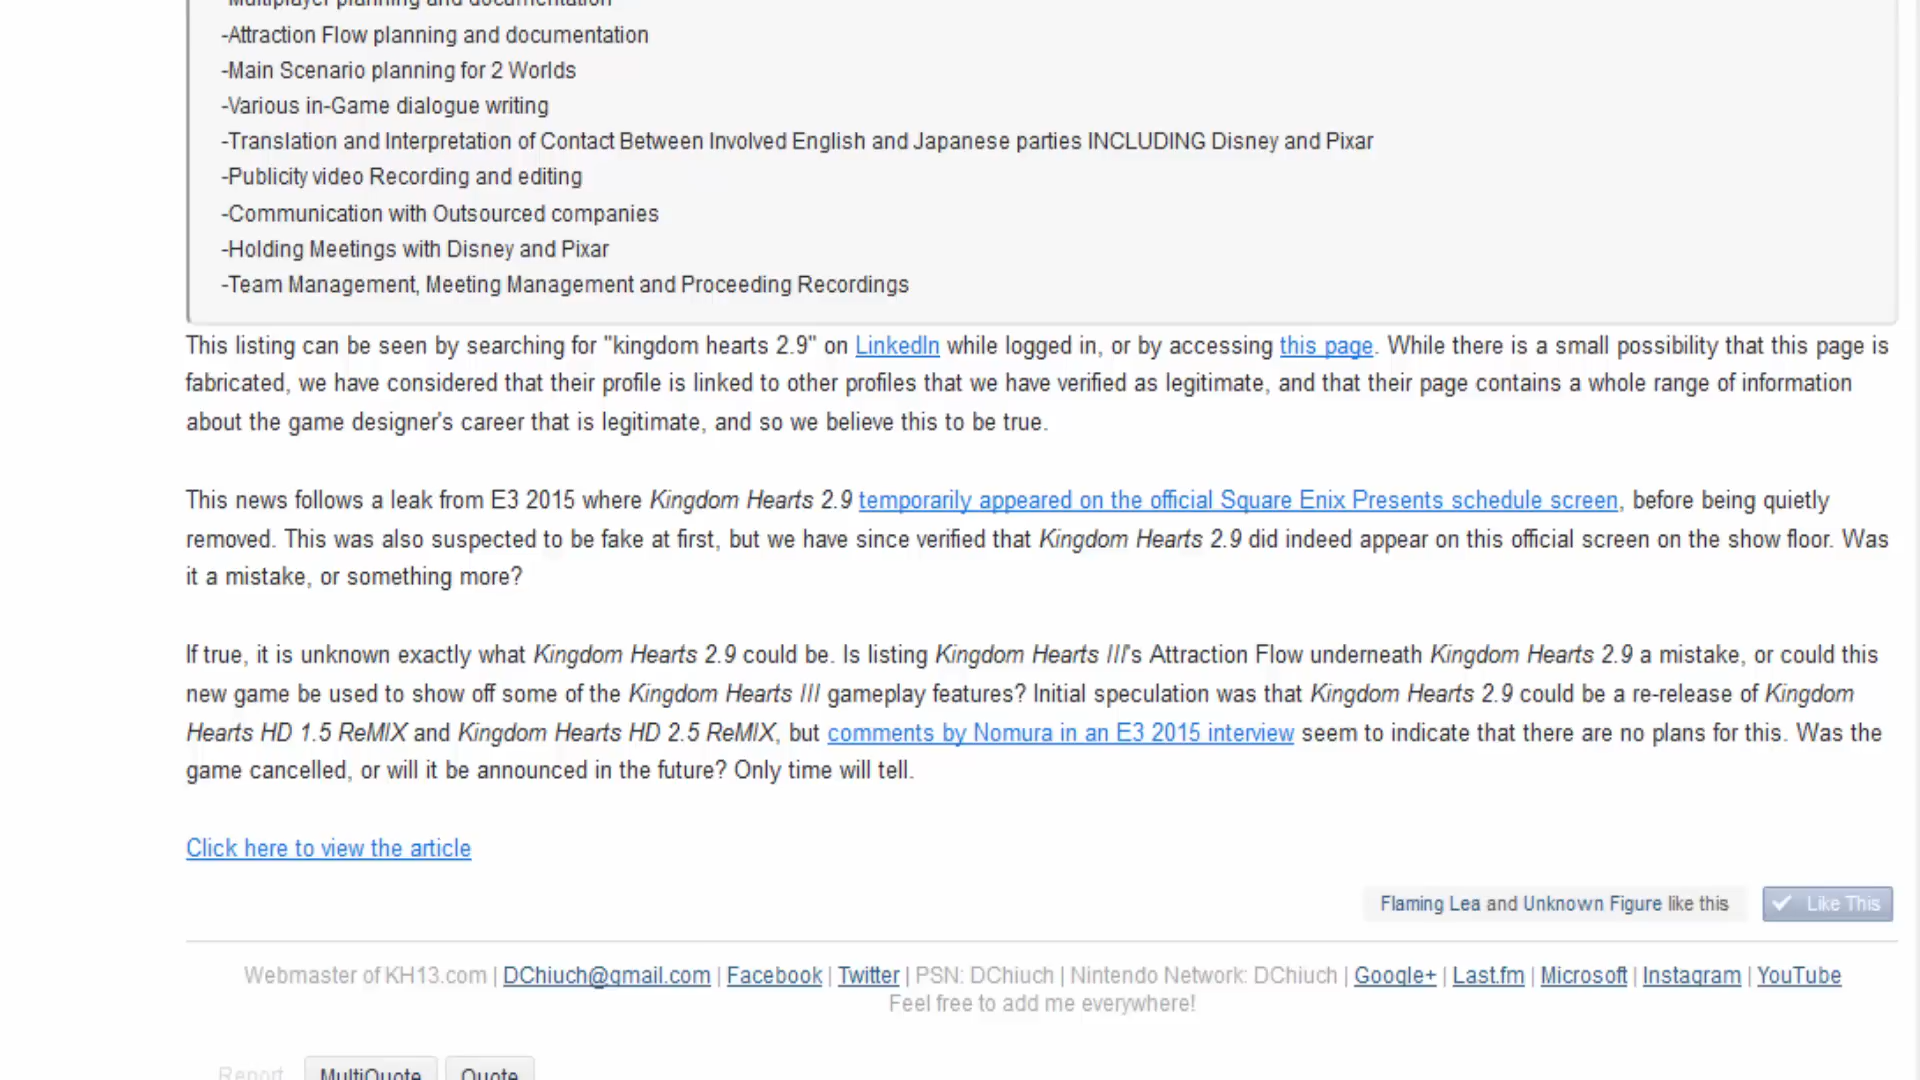 -Multiplayer planning and documentation
-Attraction Flow planning and documentation
-Main Scenario planning for 2 Worlds
-Various in-Game dialogue writing
-Translation and Interpretation of Contact Between Involved English and Japanese parties INCLUDING Disney and Pixar
-Publicity video Recording and editing
-Communication with Outsourced companies
-Holding Meetings with Disney and Pixar
-Team Management, Meeting Management and Proceeding Recordings
This listing can be seen by searching for "kingdom hearts 2.9" on LinkedIn while logged in, or by accessing this page. While there is a small possibility that this page is
fabricated, we have considered that their profile is linked to other profiles that we have verified as legitimate, and that their page contains a whole range of information
about the game designer's career that is legitimate, and so we believe this to be true.
This news follows a leak from E3 2015 where Kingdom Hearts 2.9 temporarily appeared on the official Square Enix Presents schedule screen, before being quietly
removed. This was also suspected to be fake at first, but we have since verified that Kingdom Hearts 2.9 did indeed appear on this official screen on the show floor. Was
it a mistake, or something more?
If true, it is unknown exactly what Kingdom Hearts 2.9 could be. Is listing Kingdom Hearts III's Attraction Flow underneath Kingdom Hearts 2.9 a mistake, or could this
new game be used to show off some of the Kingdom Hearts III gameplay features? Initial speculation was that Kingdom Hearts 2.9 could be a re-release of Kingdom
Hearts HD 1.5 ReMIX and Kingdom Hearts HD 2.5 ReMIX, but comments by Nomura in an E3 2015 interview seem to indicate that there are no plans for this. Was the
game cancelled, or will it be announced in the future? Only time will tell.
Click here to view the article
Flaming Lea and Unknown Figure like this
Like This
Webmaster of KH13.com | DChiuch@gmail.com | Facebook | Twitter | PSN: DChiuch | Nintendo Network: DChiuch | Google+ | Last.fm | Microsoft | Instagram | YouTube
Feel free to add me everywhere!
Report MultiQuote Quote